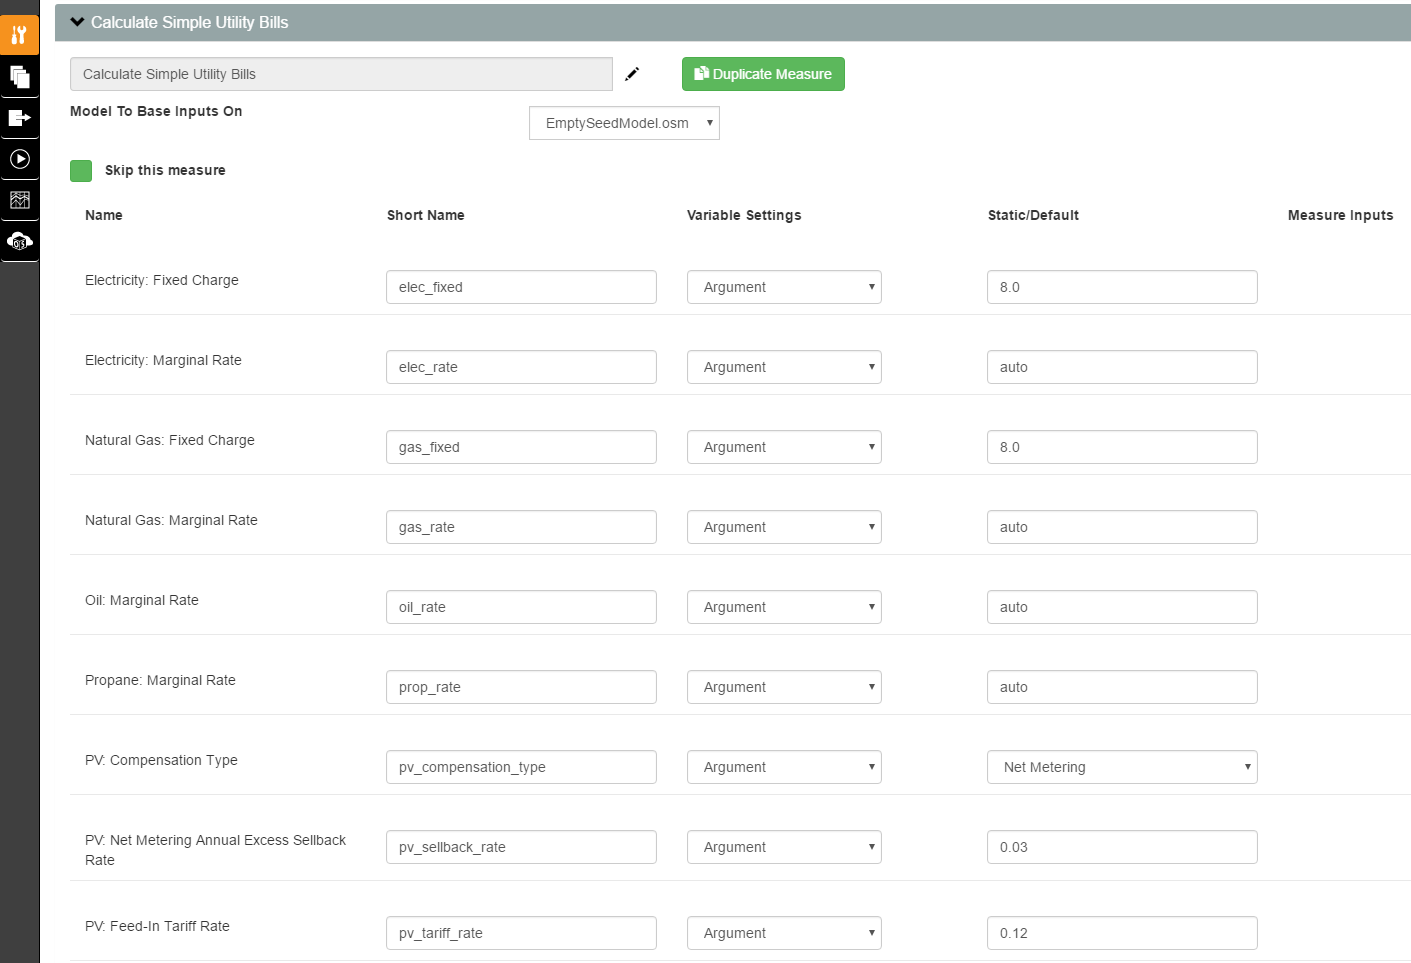 Calculate Simple Utility Bills
Calculate Simple Utility Bills
Duplicate Measure
Model To Base Inputs On
EmptySeedModel.osm
Skip this measure
Name Short Name Variable Settings Static/Default Measure Inputs
Electricity: Fixed Charge elec_fixed Argument 8.0
Electricity: Marginal Rate elec_rate Argument auto
Natural Gas: Fixed Charge gas_fixed Argument 8.0
Natural Gas: Marginal Rate gas_rate Argument auto
Oil: Marginal Rate oil_rate Argument auto
Propane: Marginal Rate prop_rate Argument auto
PV: Compensation Type pv_compensation_type Argument Net Metering
PV: Net Metering Annual Excess Sellback pv_sellback_rate Argument 0.03
Rate
PV: Feed-In Tariff Rate pv_tariff_rate Argument 0.12